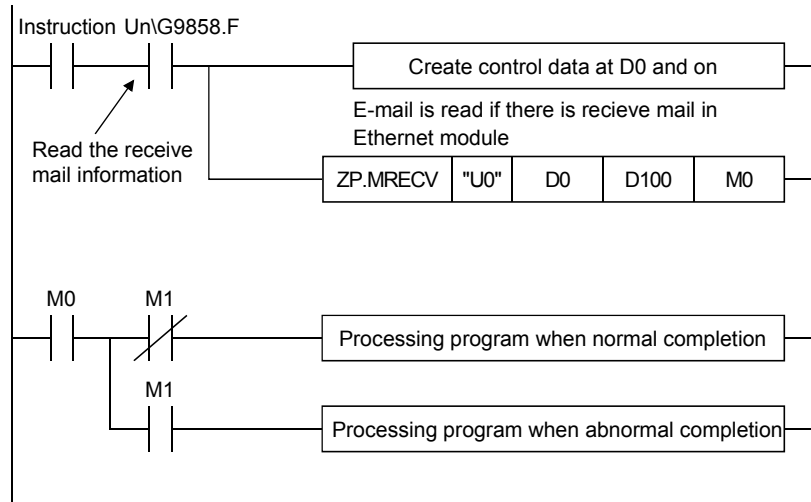 Instruction Un\G9858.F
Create control data at D0 and on
E-mail is read if there is recieve mail in
Ethernet module
Read the receive
mail information
ZP.MRECV "U0" D0 D100 M0
M0 M1
Processing program when normal completion
M1
Processing program when abnormal completion